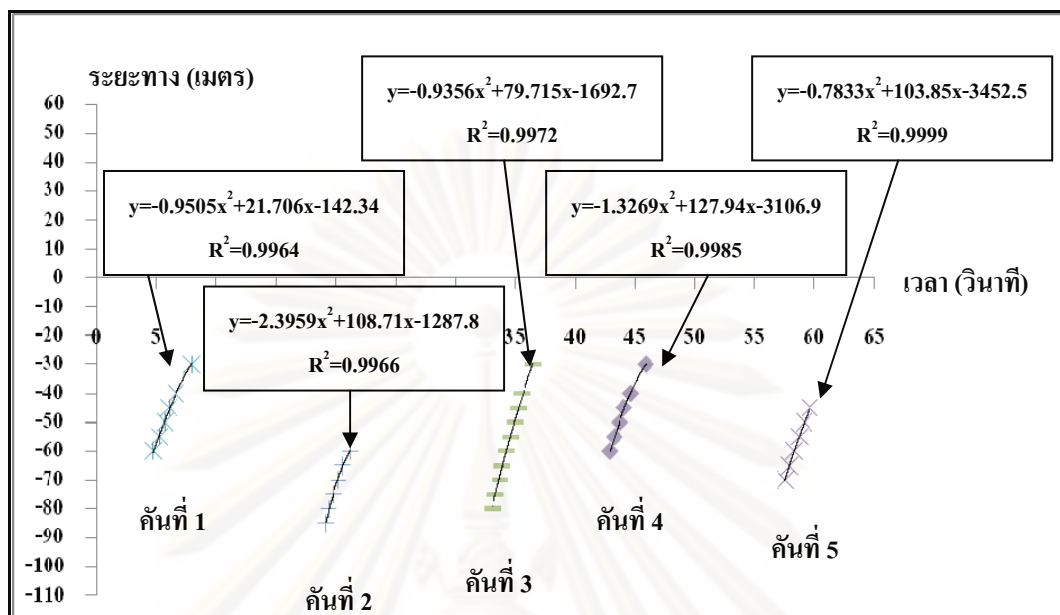 ระยะทาง (เมตร)
y=-0.9356x²+79.715x-1692.7
R²=0.9972
y=-0.7833x²+103.85x-3452.5
R²=0.9999
y=-0.9505x²+21.706x-142.34
R²=0.9964
y=-1.3269x²+127.94x-3106.9
R²=0.9985
y=-2.3959x²+108.71x-1287.8
R²=0.9966
60
50
40
30
20
10
0
-10
-20
-30
-40
-50
-60
-70
-80
-90
-100
-110
เวลา (วินาที)
0 5 35 40 45 50 55 60 65
คันที่ 1
คันที่ 2
คันที่ 3
คันที่ 4
คันที่ 5